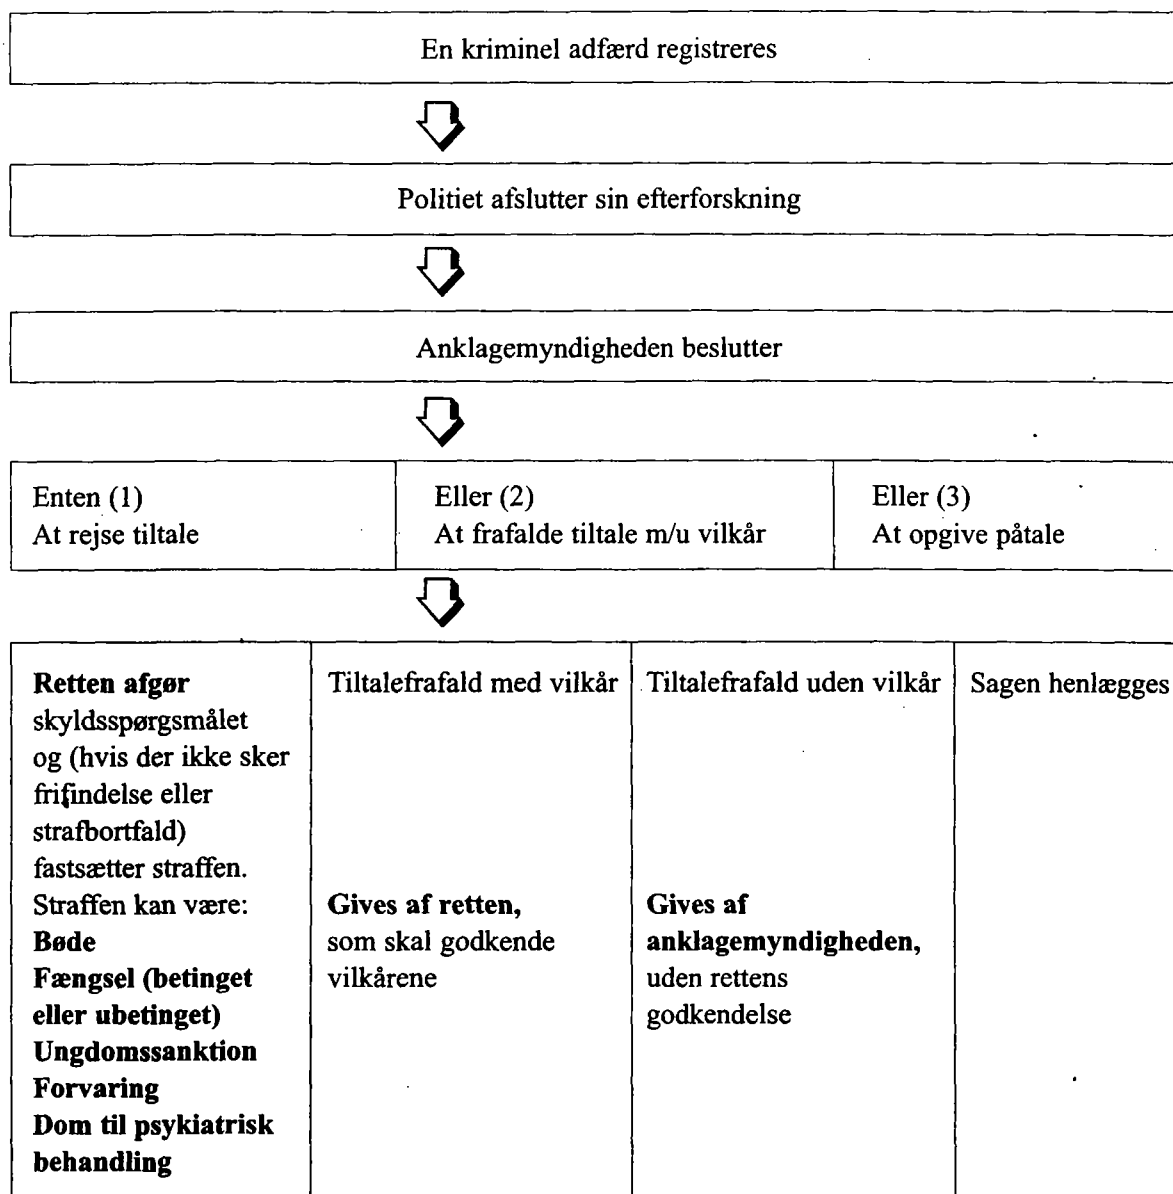 En kriminel adfærd registreres
Politiet afslutter sin efterforskning
Anklagemyndigheden beslutter
Enten (1)
At rejse tiltale
Eller (2)
At frafalde tiltale m/u vilkår
Eller (3)
At opgive påtale
Retten afgør
skyldsspørgsmålet
og (hvis der ikke sker
frifindelse eller
strafbortfald)
fastsætter straffen.
Straffen kan være:
Bøde
Fængsel (betinget
eller ubetinget)
Ungdomssanktion
Forvaring
Dom til psykiatrisk
behandling
Tiltalefrafald med vilkår
Gives af retten,
som skal godkende
vilkårene
Tiltalefrafald uden vilkår
Gives af
anklagemyndigheden,
uden rettens
godkendelse
Sagen henlægges